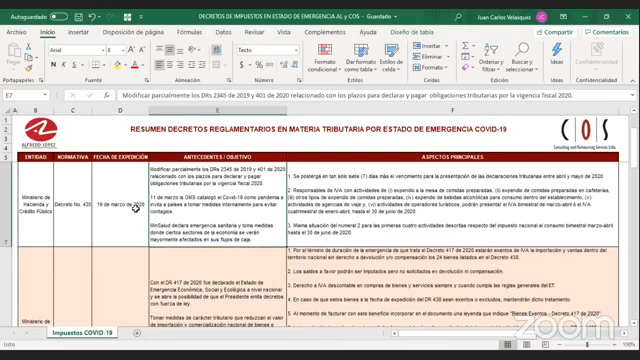 Autoguardado
DECRETOS DE IMPUESTOS EN ESTADO DE EMERGENCIA AL y COS - Guardado
Juan Carlos Velasquez
Archivo Inicio Insertar Disposición de página Fórmulas Datos Revisar Vista Ayuda Diseño de tabla
Compartir Comentarios
Pegar
Arial
General
Formato condicional
Dar formato como tabla
Estilos de celda
Insertar
Eliminar
Formato
Ordenar y filtrar
Buscar y seleccionar
Confidencialidad
Portapapeles Fuente Alineación Número Estilos Celdas Edición Confidencialidad
E7
Modificar parcialmente los DRs 2345 de 2019 y 401 de 2020 relacionado con los plazos para declarar y pagar obligaciones tributarias por la vigencia fiscal 2020.
A B C D E F
RESUMEN DECRETOS REGLAMENTARIOS EN MATERIA TRIBUTARIA POR ESTADO DE EMERGENCIA COVID-19
ALFREDO LÓPEZ
COS
Consulting and Outsourcing Services Ltda.
ENTIDAD NORMATIVA FECHA DE EXPEDICIÓN ANTECEDENTES / OBJETIVO ASPECTOS PRINCIPALES
Ministerio de Hacienda y Crédito Público
Decreto No. 435
19 de marzo de 2020
Modificar parcialmente los DRs 2345 de 2019 y 401 de 2020
relacionado con los plazos para declarar y pagar
obligaciones tributarias por la vigencia fiscal 2020.
11 de marzo la OMS catalogó el Covid-19 como pandemia e
invita a países a tomar medidas internamente para evitar
contagios.
MinSalud declara emergencia sanitaria y toma medidas
donde ciertos sectores de la economía se verán
mayormente afectados en sus flujos de caja.
1. Se posterga en tan solo siete (7) días más el vencimiento para la presentación de las declaraciones tributarias entre abril y mayo de 2020.
2. Responsables de IVA con actividades de (i) expendio a la mesa de comidas preparadas, (ii) expendio de comidas preparadas en cafeterías,
(iii) otros tipos de expendio de comidas preparadas, (iv) expendio de bebidas alcohólicas para consumo dentro del establecimiento, (v)
actividades de agencias de viaje y, (vi) actividades de operadores turísticos, podrán presentar el IVA bimestral de marzo-abril ó el IVA
cuatrimestral de enero-abril, hasta el 30 de junio de 2020.
3. Misma situación del numeral 2 para las primeras cuatro actividades descritas respecto del impuesto nacional al consumo bimestral marzo-abril
hasta el 30 de junio de 2020.
Ministerio de
Con el DR 417 de 2020 fue declarado el Estado de
Emergencia Económica, Social y Ecológica a nivel nacional
y se abre la posibilidad de que el Presidente emita decretos
con fuerza de ley.
Tomar medidas de carácter tributario que reduzcan el valor
de importación y comercialización nacional de bienes e
1. Por el término de duración de la emergencia de que trata el Decreto 417 de 2020 estarán exentos de IVA la importación y ventas dentro del
territorio nacional sin derecho a devolución y/o compensación los 24 bienes listados en el Decreto 438.
2. Los saldos a favor podrán ser imputados pero no solicitados en devolución ni compensación.
3. Derecho a IVA descontable en compras de bienes y servicios siempre y cuando cumpla las reglas generales del ET.
4. En caso de que estos bienes a la fecha de expedición del DR 438 sean exentos o excluidos, mantendrán dicho tratamiento.
5. Al momento de facturar con este beneficio incorporar en el documento una leyenda que indique "Bienes Exentos - Decreto 417 de 2020"
Impuestos COVID-19
Listo
100%
zoom